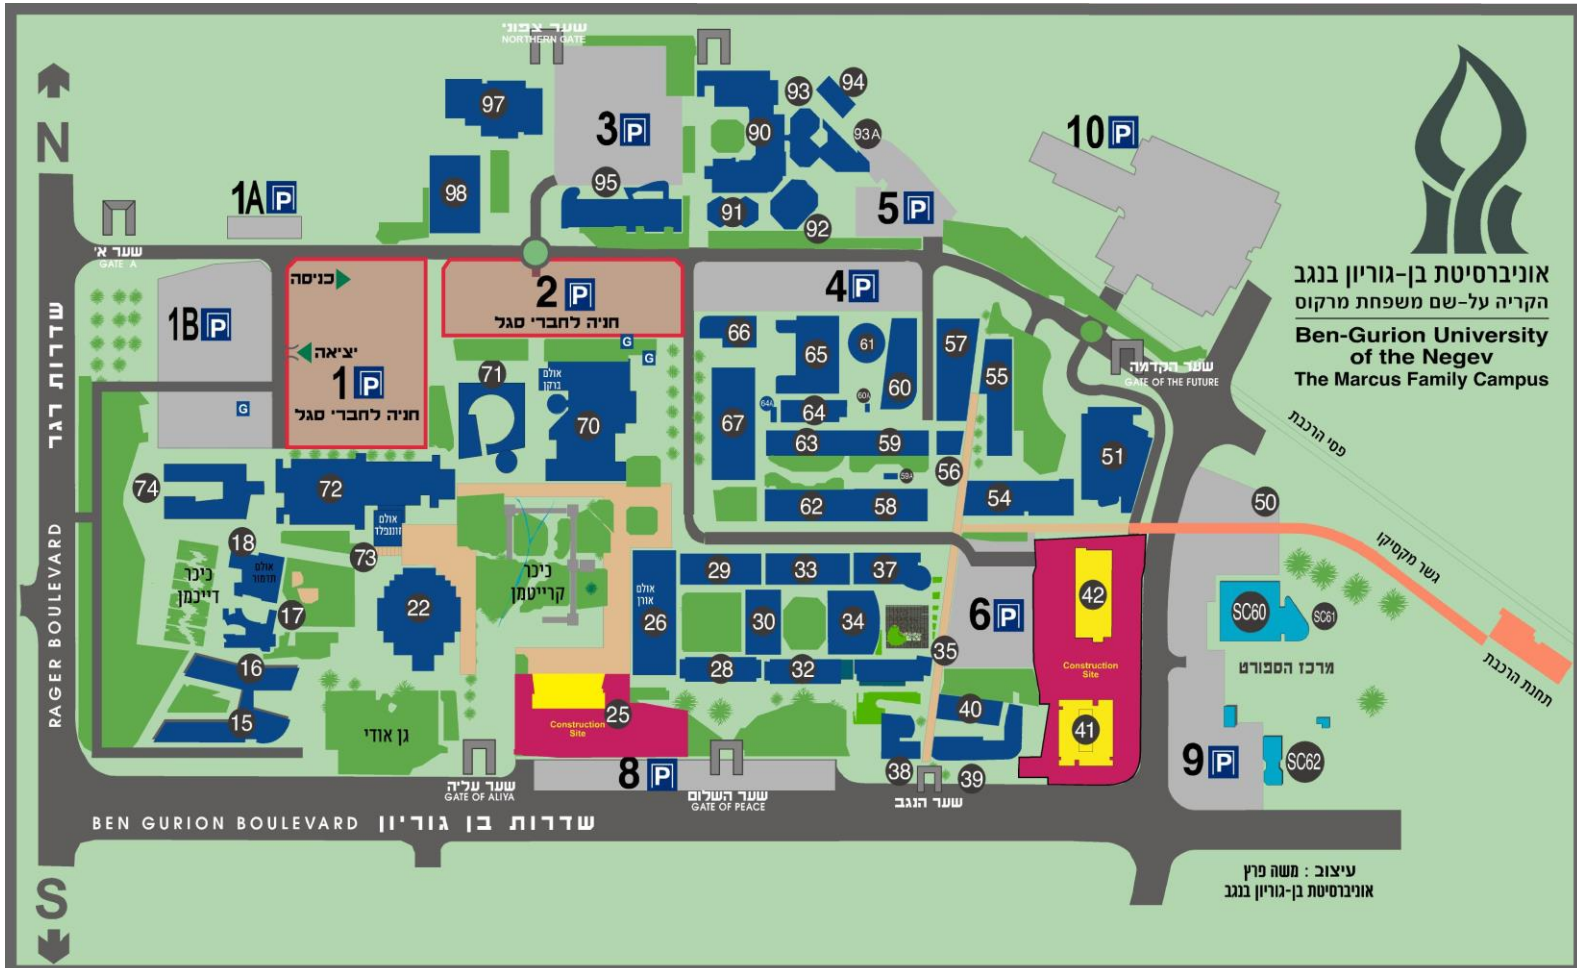 שער צפוני
NORTHERN GATE
N
97
3 P
93
94
90
93A
10 P
98
95
91
92
5 P
1A P
שער א'
GATE A
כניסה
2 P
חניה לחברי סגל
4 P
אוניברסיטת בן-גוריון בנגב
הקריה על-שם משפחת מרקוס
Ben-Gurion University
of the Negev
The Marcus Family Campus
1B P
יציאה
1 P
חניה לחברי סגל
G
G
G
שדרות רגר
RAGER BOULEVARD
71
אולם
ברקן
70
66
65
61
60
57
55
שער הקדמה
GATE OF THE FUTURE
67
64A
64
60A
63
59
56
51
59A
62
58
54
50
פסי הרכבת
גשר מקסיקו
תחנת הרכבת
74
72
אולם
זוננפלד
73
18
אולם
כיכר
דייכמן
17
22
כיכר
קרייטמן
אולם
אורן
26
29
33
37
30
34
28
32
35
6 P
42
Construction
Site
41
SC60
SC61
מרכז הספורט
16
15
גן אודי
25
Construction
Site
40
38
39
9 P
SC62
שער עליה
GATE OF ALIYA
8 P
שער השלום
GATE OF PEACE
שער הנגב
BEN GURION BOULEVARD שדרות בן גוריון
S
עיצוב : משה פרץ
אוניברסיטת בן-גוריון בנגב